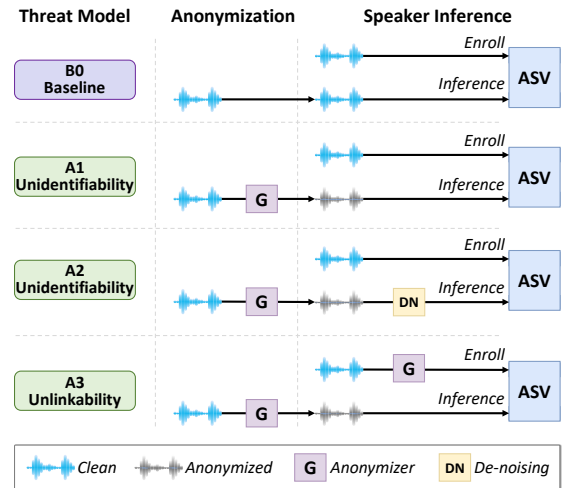 Threat Model Anonymization Speaker Inference
B0
Baseline
Enroll
Inference
ASV
A1
Unidentifiability
G
Enroll
Inference
ASV
A2
Unidentifiability
G
Enroll
DN
Inference
ASV
A3
Unlinkability
G
G
Enroll
Inference
ASV
Clean Anonymized G Anonymizer DN De-noising